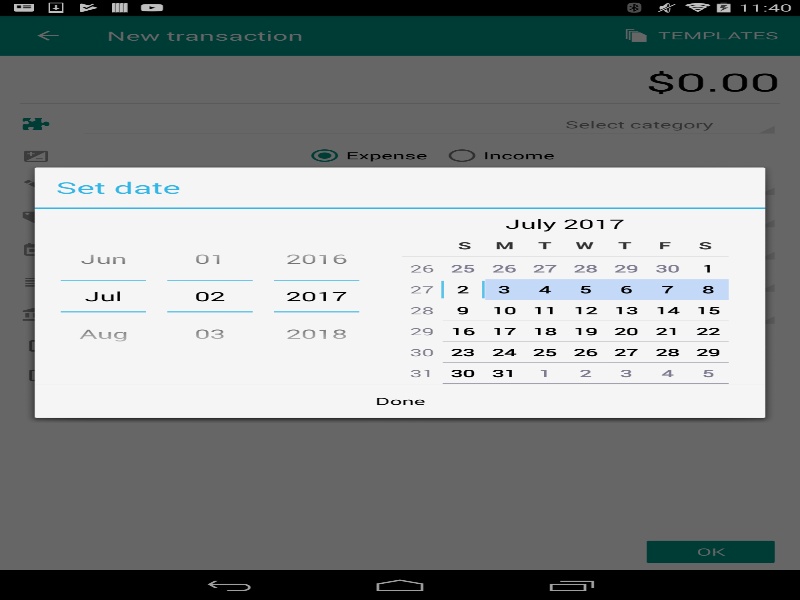 11:40
New transaction
TEMPLATES
$0.00
Select category
Expense Income
Set date
Jun 01 2016
Jul 02 2017
Aug 03 2018
July 2017
S M T W T F S
26 25 26 27 28 29 30 1
27 2 3 4 5 6 7 8
28 9 10 11 12 13 14 15
29 16 17 18 19 20 21 22
30 23 24 25 26 27 28 29
31 30 31 1 2 3 4 5
Done
OK